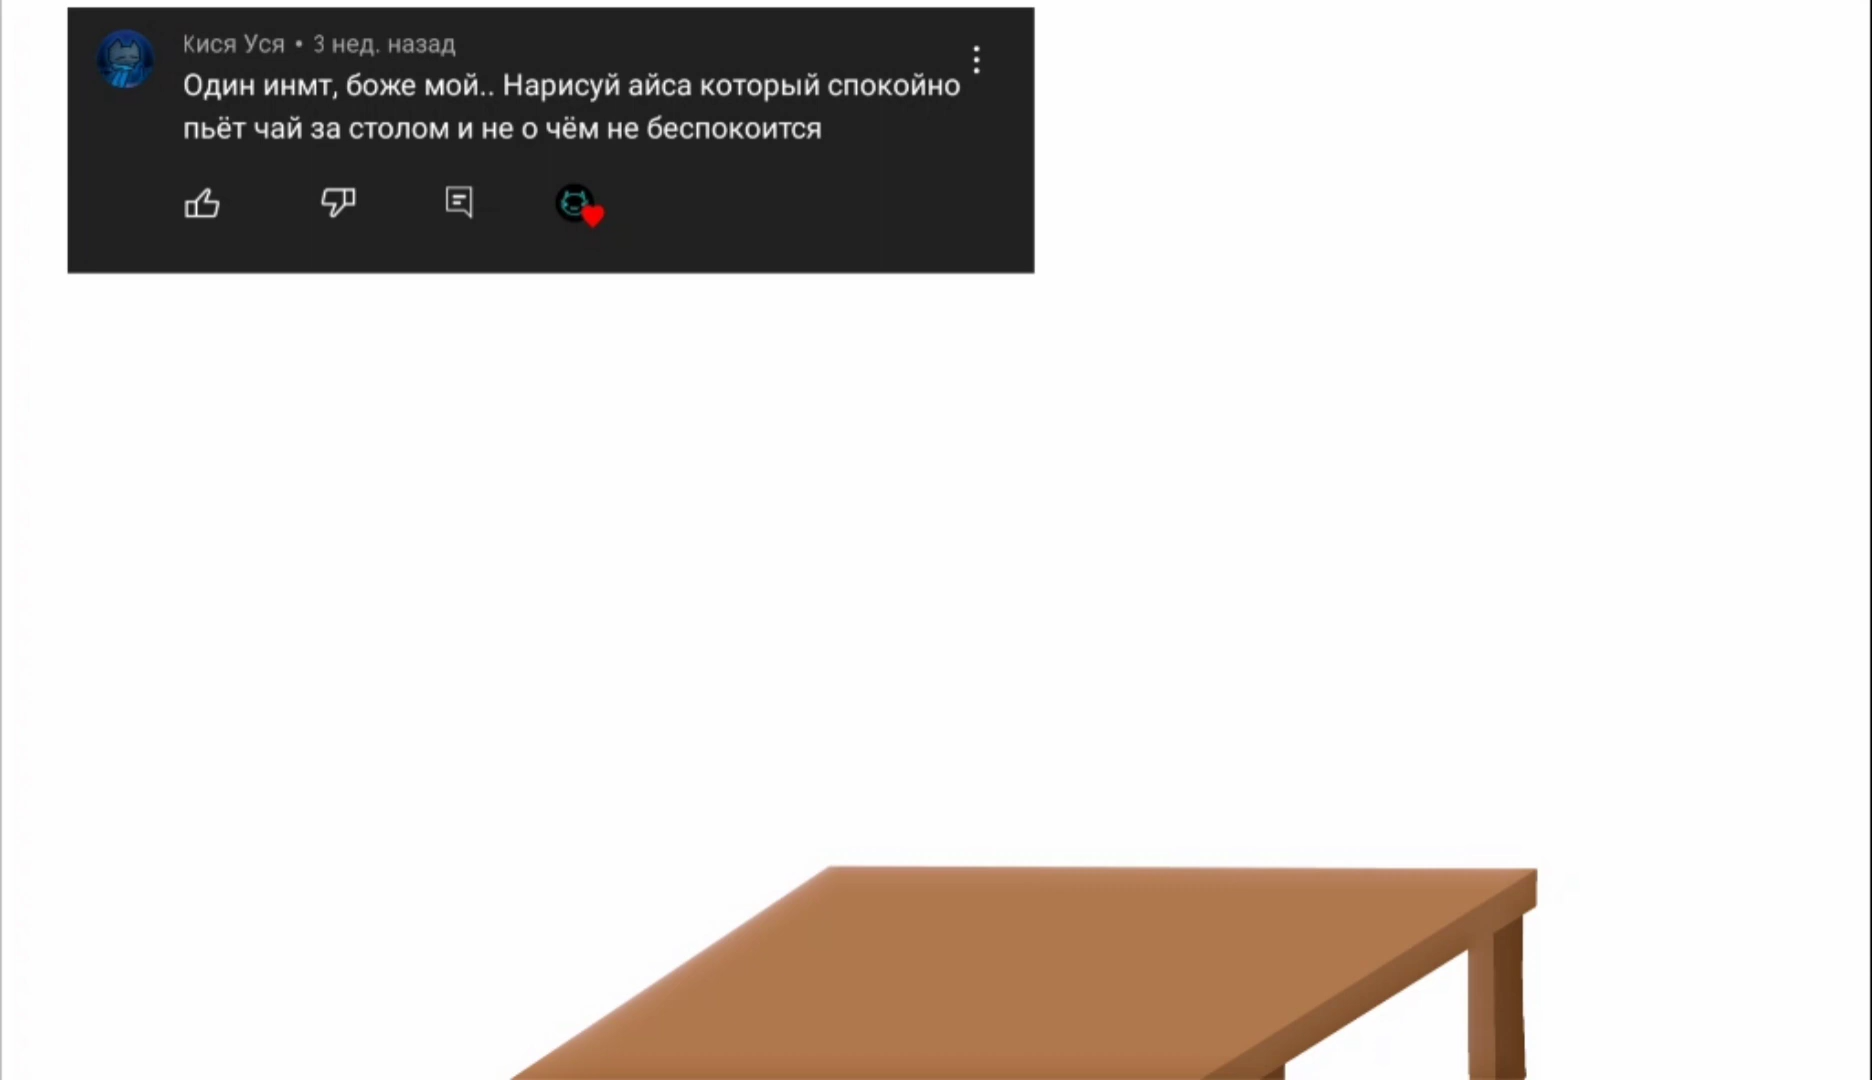 Кися Уся • 3 нед. назад
Один инмт, боже мой.. Нарисуй айса который спокойно
пьёт чай за столом и не о чём не беспокоится